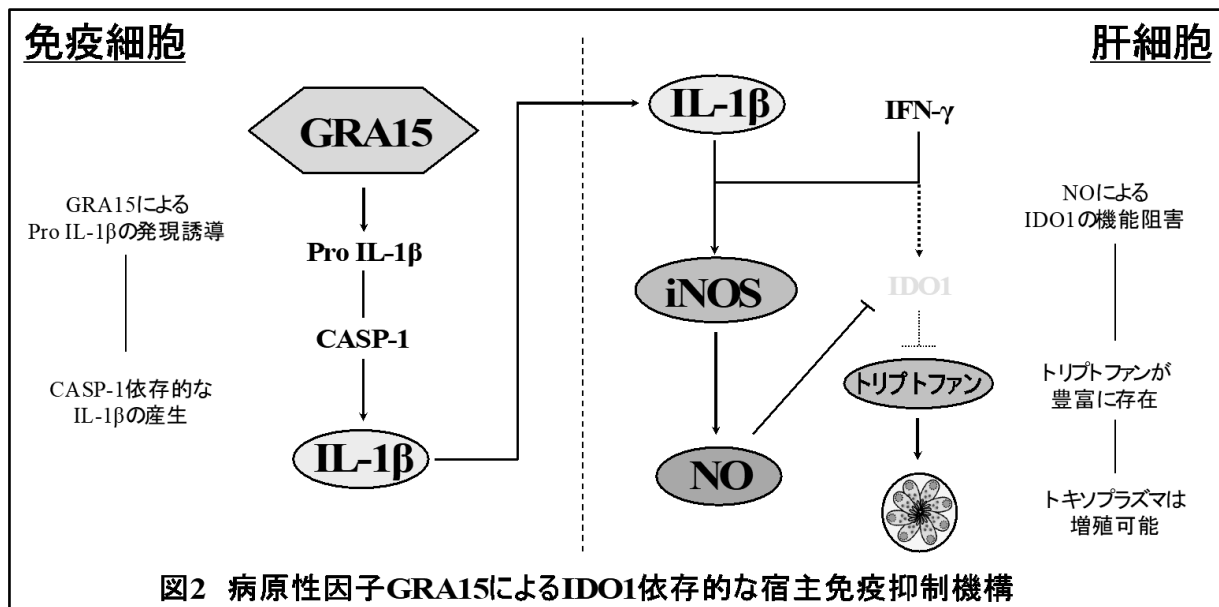 免疫細胞
肝細胞
GRA15
Pro IL-1β
CASP-1
IL-1β
GRA15による
Pro IL-1βの発現誘導
CASP-1依存的な
IL-1βの産生
IL-1β
IFN-γ
iNOS
IDO1
トリプトファン
NO
NOによる
IDO1の機能阻害
トリプトファンが
豊富に存在
トキソプラズマは
増殖可能
図2 病原性因子GRA15によるIDO1依存的な宿主免疫抑制機構